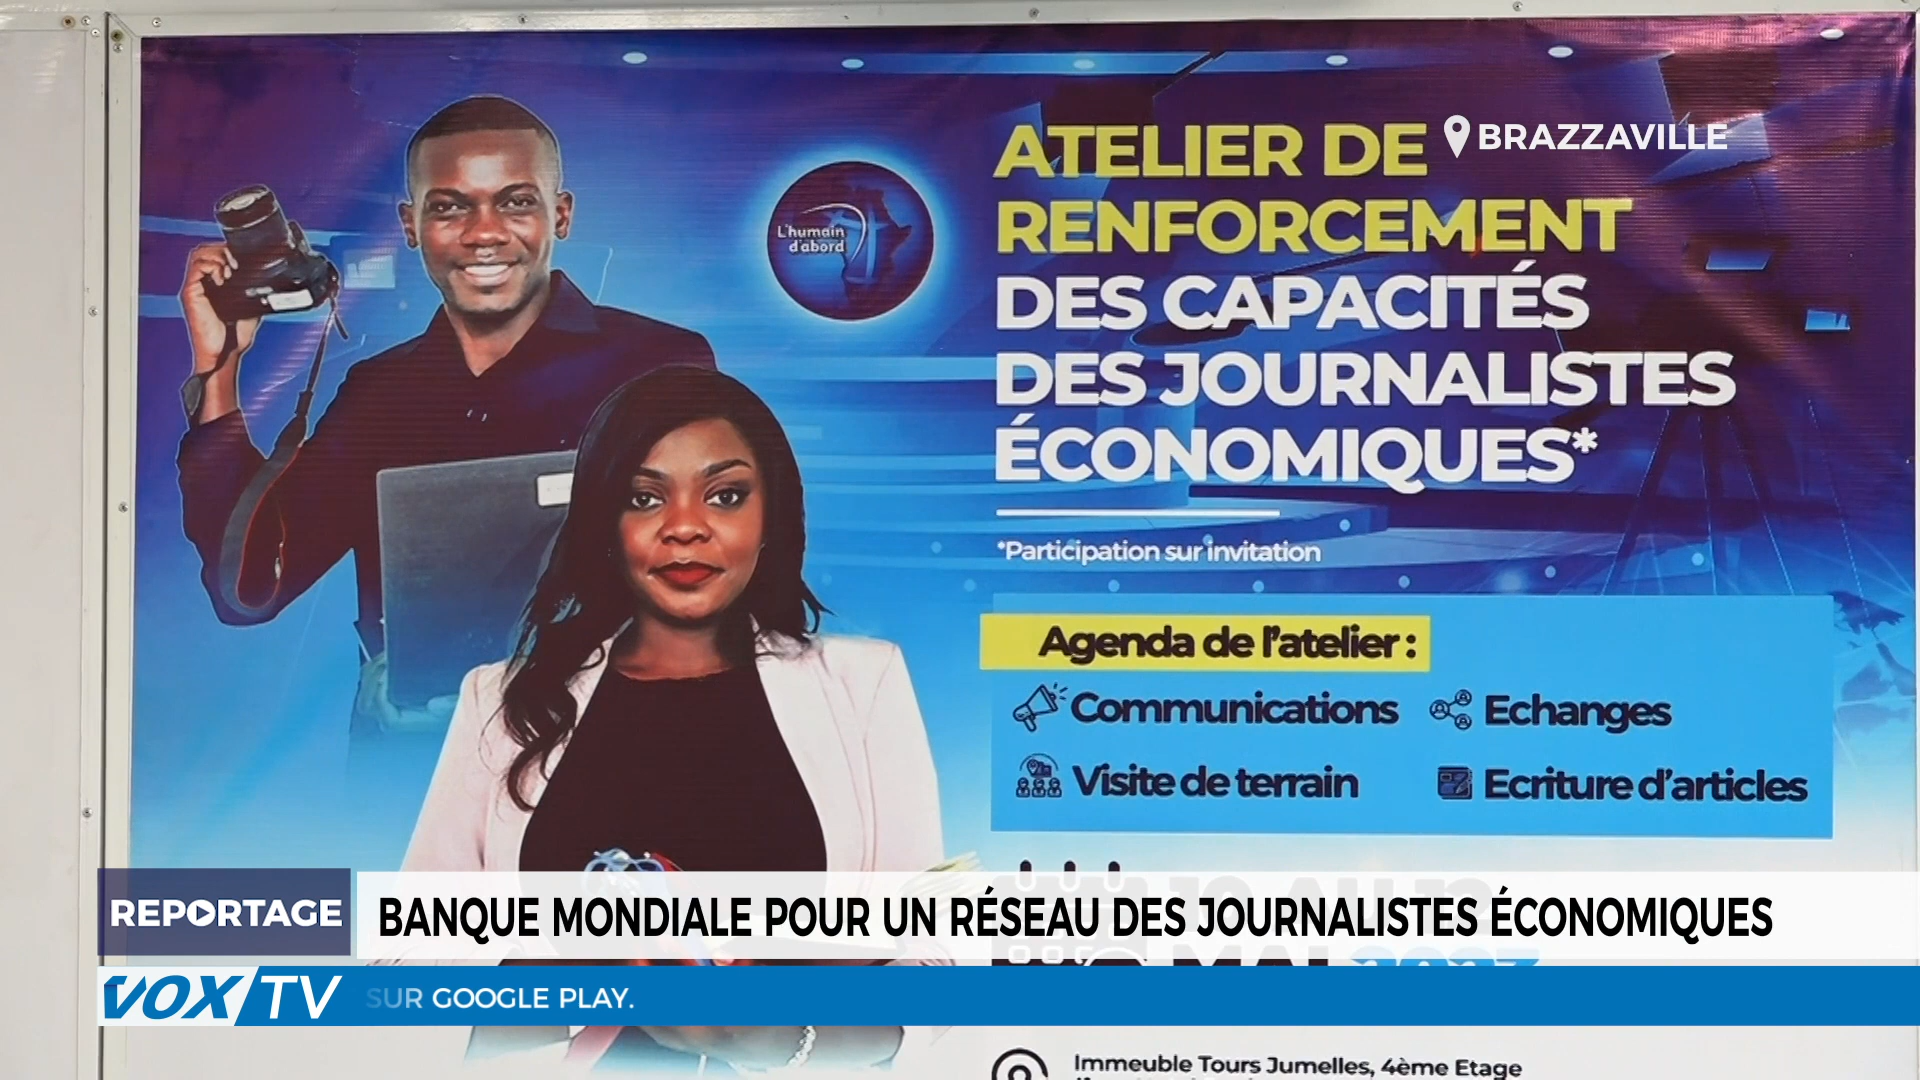 BRAZZAVILLE
L'humain
d'abord
ATELIER DE
RENFORCEMENT
DES CAPACITÉS
DES JOURNALISTES
ÉCONOMIQUES*
*Participation sur invitation
Agenda de l'atelier :
Communications
Echanges
Visite de terrain
Ecriture d'articles
REPORTAGE
BANQUE MONDIALE POUR UN RÉSEAU DES JOURNALISTES ÉCONOMIQUES
VOX TV
SUR GOOGLE PLAY.
Immeuble Tours Jumelles, 4ème Etage